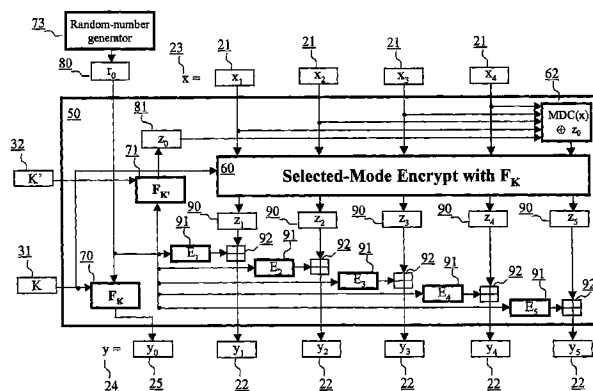 73
Random-number generator
80
r0
23
x =
21
x1
21
x2
21
x3
21
x4
62
MDC(x) ⊕ z0
50
81
z0
32
K'
71
FK'
60
Selected-Mode Encrypt with FK
90
z1
90
z2
90
z3
90
z4
90
z5
91
E1
92
91
E2
92
91
E3
92
91
E4
92
91
E5
92
31
K
70
FK
y =
24
y0
25
y1
22
y2
22
y3
22
y4
22
y5
22